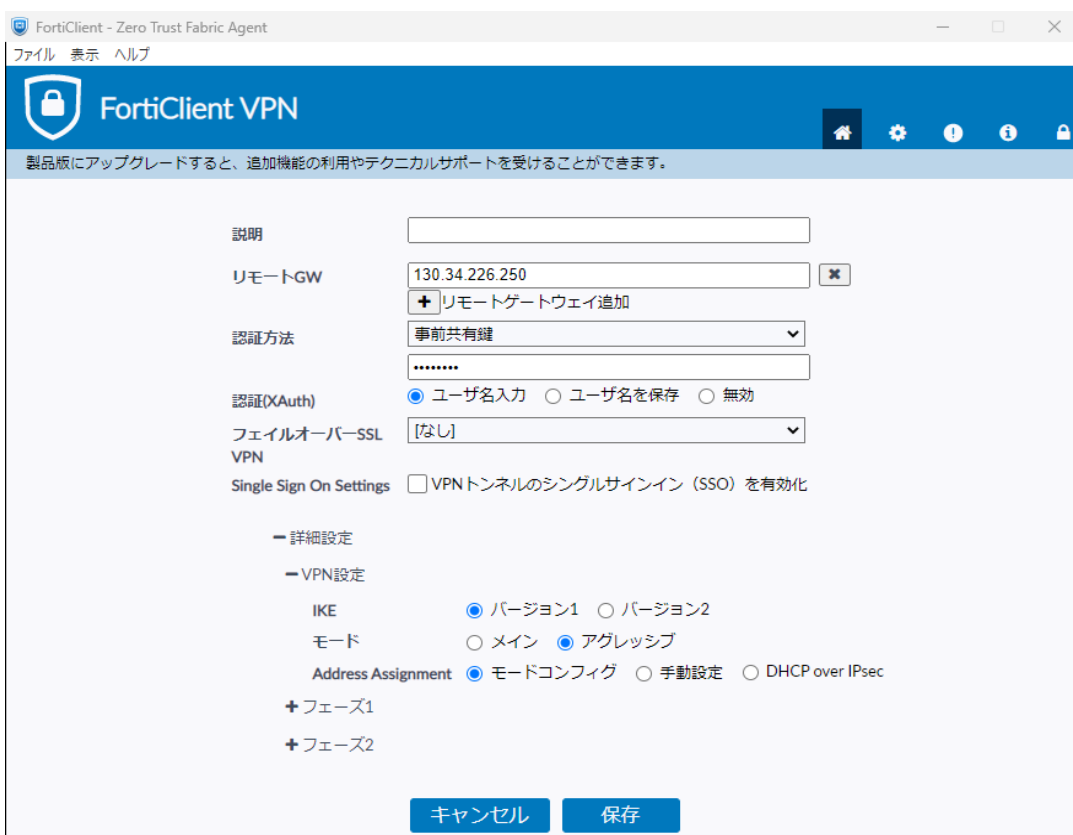 FortiClient - Zero Trust Fabric Agent
ファイル 表示 ヘルプ
FortiClient VPN
製品版にアップグレードすると、追加機能の利用やテクニカルサポートを受けることができます。
説明
リモートGW 130.34.226.250
リモートゲートウェイ追加
認証方法 事前共有鍵
••••••••
認証(XAuth) ユーザ名入力 ユーザ名を保存 無効
フェイルオーバーSSL [なし]
VPN
Single Sign On Settings VPNトンネルのシングルサインイン（SSO）を有効化
詳細設定
VPN設定
IKE バージョン1 バージョン2
モード メイン アグレッシブ
Address Assignment モードコンフィグ 手動設定 DHCP over IPsec
フェーズ1
フェーズ2
キャンセル 保存